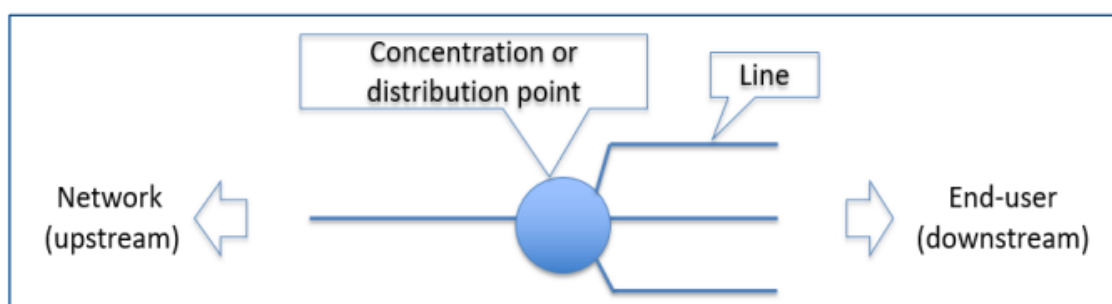 Concentration or
distribution point
Line
Network
(upstream)
End-user
(downstream)